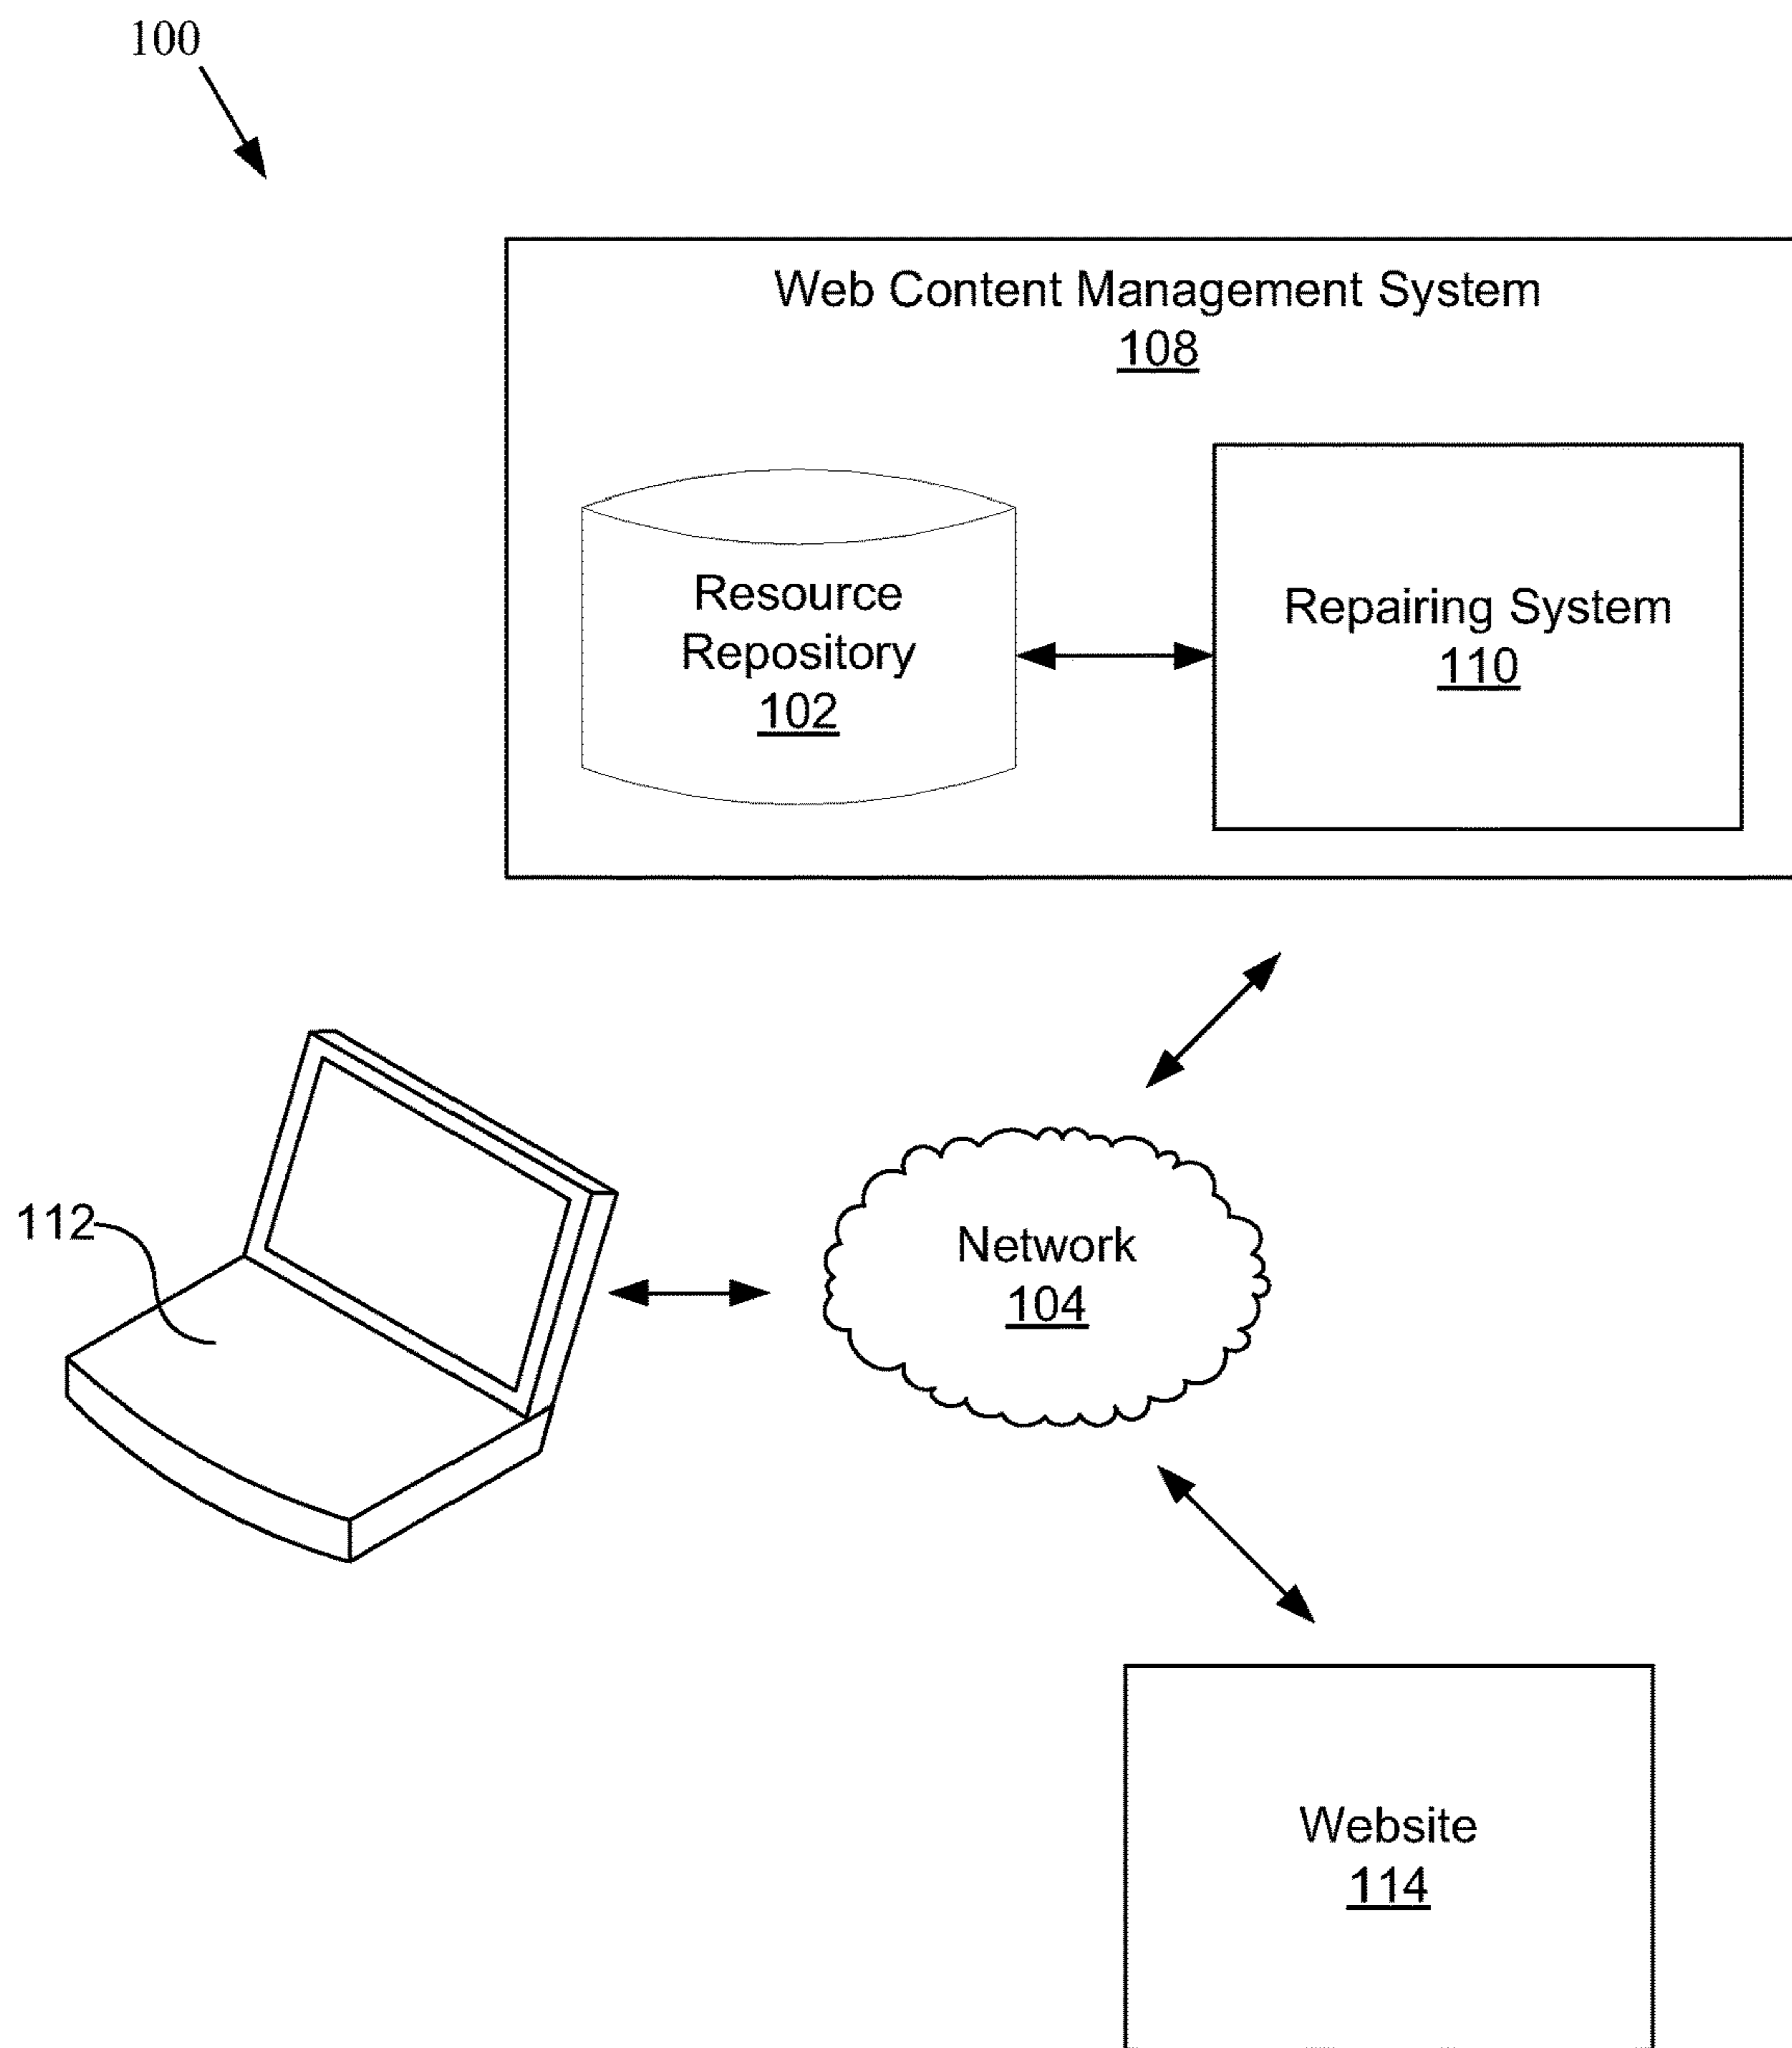 100
Web Content Management System
108
Resource
Repository
102
Repairing System
110
112
Network
104
Website
114